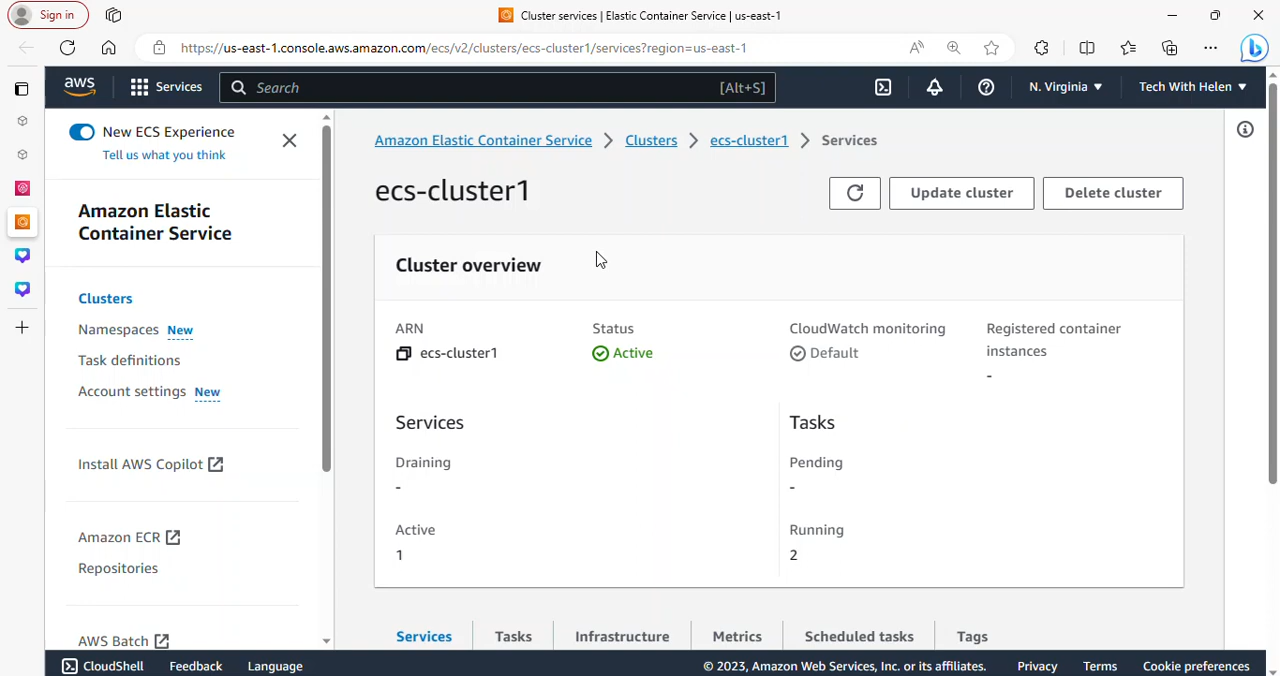 Sign in
Cluster services | Elastic Container Service | us-east-1
https://us-east-1.console.aws.amazon.com/ecs/v2/clusters/ecs-cluster1/services?region=us-east-1
aws
Services
Search
[Alt+S]
N. Virginia
Tech With Helen
New ECS Experience
Tell us what you think
Amazon Elastic
Container Service
Clusters
Namespaces New
Task definitions
Account settings New
Install AWS Copilot
Amazon ECR
Repositories
AWS Batch
Amazon Elastic Container Service > Clusters > ecs-cluster1 > Services
ecs-cluster1
Update cluster
Delete cluster
Cluster overview
ARN
ecs-cluster1
Status
Active
CloudWatch monitoring
Default
Registered container
instances
-
Services
Draining
-
Active
1
Tasks
Pending
-
Running
2
Services
Tasks
Infrastructure
Metrics
Scheduled tasks
Tags
CloudShell
Feedback
Language
© 2023, Amazon Web Services, Inc. or its affiliates.
Privacy
Terms
Cookie preferences